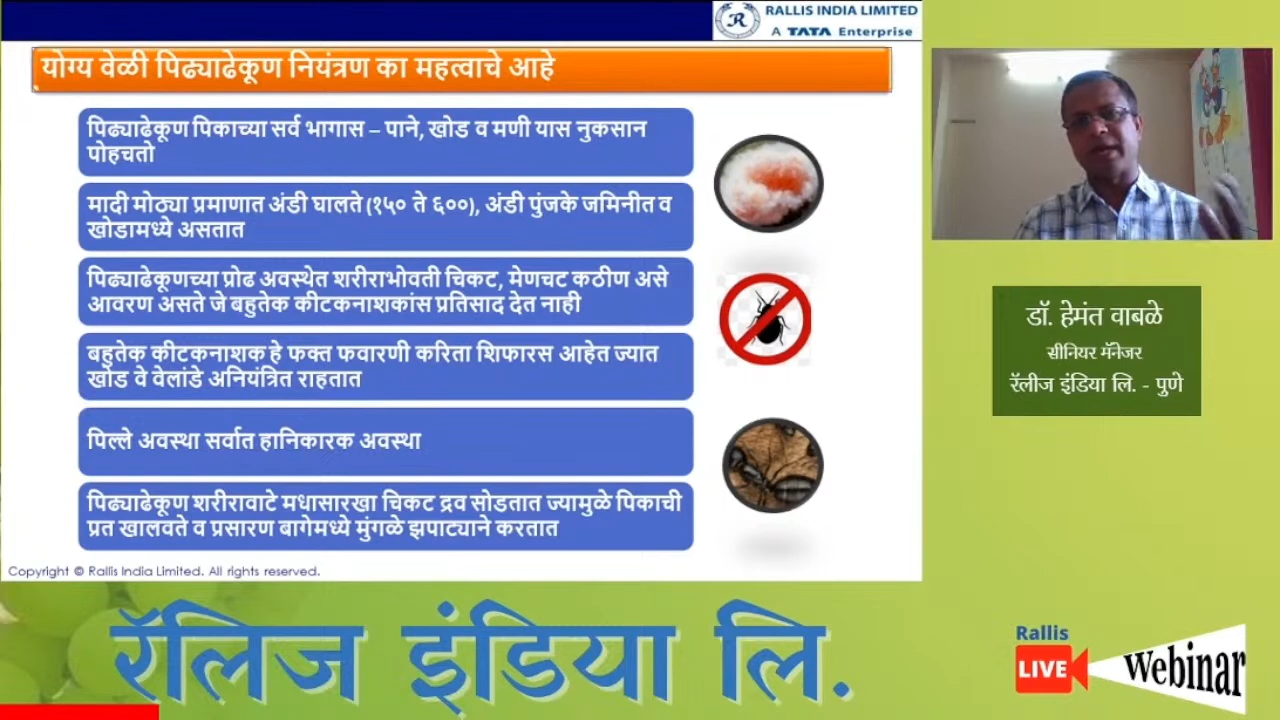 RALLIS INDIA LIMITED
A TATA Enterprise
योग्य वेळी पिढ्याढेकूण नियंत्रण का महत्वाचे आहे
पिढ्याढेकूण पिकाच्या सर्व भागास – पाने, खोड व मणी यास नुकसान
पोहचतो
मादी मोठ्या प्रमाणात अंडी घालते (१५० ते ६००), अंडी पुंजके जमिनीत व
खोडामध्ये असतात
पिढ्याढेकूणच्या प्रोढ अवस्थेत शरीराभोवती चिकट, मेणचट कठीण असे
आवरण असते जे बहुतेक कीटकनाशकांस प्रतिसाद देत नाही
बहुतेक कीटकनाशक हे फक्त फवारणी करिता शिफारस आहेत ज्यात
खोड वे वेलांडे अनियंत्रित राहतात
पिल्ले अवस्था सर्वात हानिकारक अवस्था
पिढ्याढेकूण शरीरावाटे मधासारखा चिकट द्रव सोडतात ज्यामुळे पिकाची
प्रत खालवते व प्रसारण बागेमध्ये मुंगळे झपाट्याने करतात
Copyright © Rallis India Limited. All rights reserved.
डॉ. हेमंत वाबळे
सीनियर मॅनेजर
रॅलीज इंडिया लि. - पुणे
रॅलिज इंडिया लि.
Rallis
LIVE
Webinar